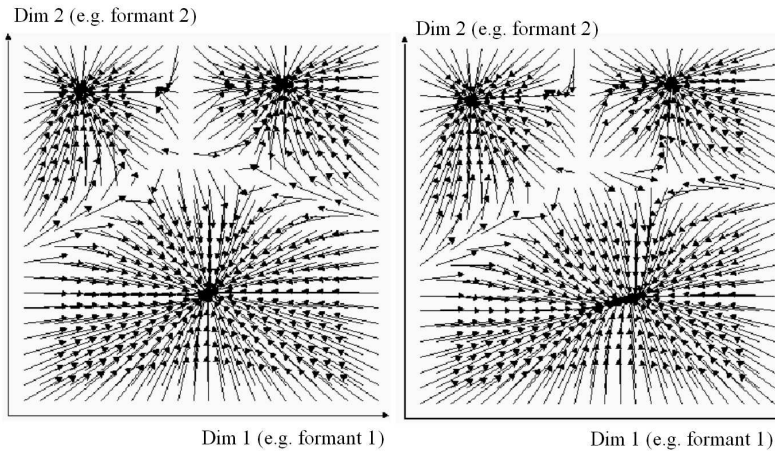 Dim 2 (e.g. formant 2)
Dim 2 (e.g. formant 2)
Dim 1 (e.g. formant 1)
Dim 1 (e.g. formant 1)